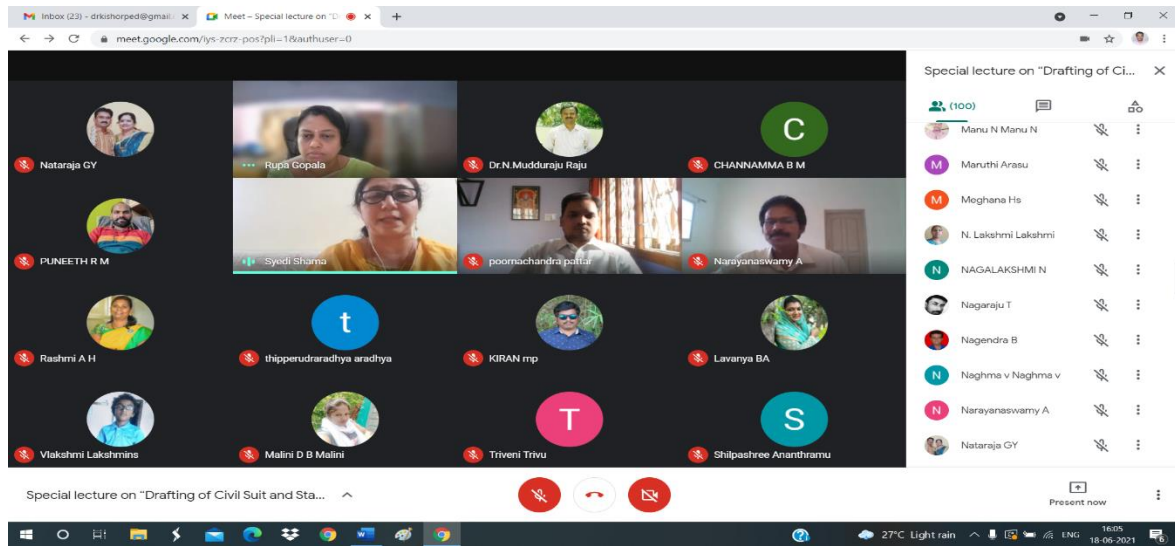 Inbox (23) - drkishorped@gmail.c
Meet – Special lecture on "D
meet.google.com/iys-zcrz-pos?pli=1&authuser=0
Special lecture on "Drafting of Ci...
(100)
Nataraja GY
Rupa Gopala
Dr.N.Mudduraju Raju
C
CHANNAMMA B M
PUNEETH R M
Syedi Shama
poornachandra pattar
Narayanaswamy A
Rashmi A H
t
thipperudraradhya aradhya
KIRAN mp
Lavanya BA
Vlakshmi Lakshmins
Malini D B Malini
T
Triveni Trivu
S
Shilpashree Ananthramu
Manu N Manu N
M
Maruthi Arasu
M
Meghana Hs
N. Lakshmi Lakshmi
N
NAGALAKSHMI N
Nagaraju T
Nagendra B
N
Naghma v Naghma v
N
Narayanaswamy A
Nataraja GY
Special lecture on "Drafting of Civil Suit and Sta...
Present now
27°C Light rain
ENG
16:05
18-06-2021
6